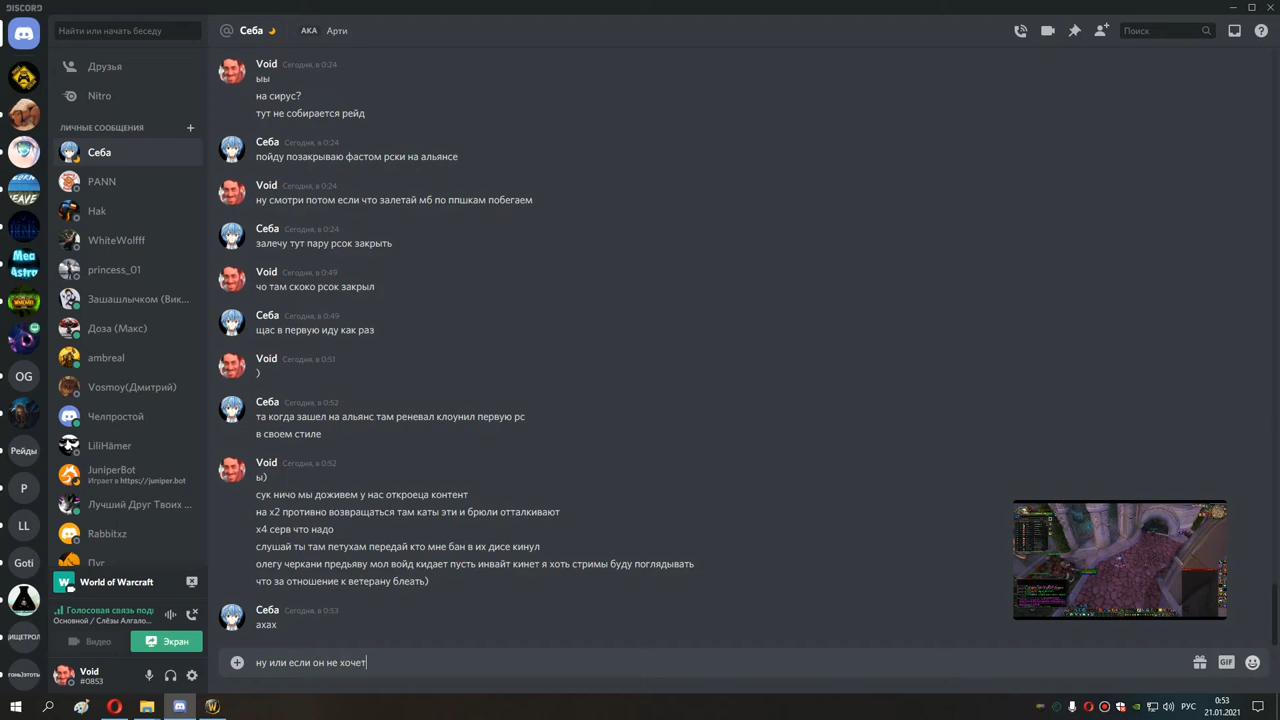 DISCORD
Найти или начать беседу
@ Себа AKA Арти
Поиск
Друзья
Nitro
ЛИЧНЫЕ СООБЩЕНИЯ
Себа
PANN
Hak
WhiteWolfff
princess_01
Зашашлычком (Вик...
Доза (Макс)
ambreal
Vosmoy(Дмитрий)
Челпростой
LiliHämer
JuniperBot
Играет в https://juniper.bot
Лучший Друг Твоих ...
Rabbitxz
Пуг
OG
Рейды
P
LL
Goti
World of Warcraft
Голосовая связь под
Основной / Слёзы Алгало
Видео
Экран
Void
#0853
Void Сегодня, в 0:24
ыы
на сирус?
тут не собирается рейд
Себа Сегодня, в 0:24
пойду позакрываю фастом рски на альянсе
Void Сегодня, в 0:24
ну смотри потом если что залетай мб по ппшкам побегаем
Себа Сегодня, в 0:24
залечу тут пару рсок закрыть
Void Сегодня, в 0:49
чо там скоко рсок закрыл
Себа Сегодня, в 0:49
щас в первую иду как раз
Void Сегодня, в 0:51
)
Себа Сегодня, в 0:52
та когда зашел на альянс там реневал клоунил первую рс
в своем стиле
Void Сегодня, в 0:52
ы)
сук ничо мы доживем у нас откроеца контент
на х2 противно возвращаться там каты эти и брюли отталкивают
х4 серв что надо
слушай ты там петухам передай кто мне бан в их дисе кинул
олегу черкани предьяву мол войд кидает пусть инвайт кинет я хоть стримы буду поглядывать
что за отношение к ветерану блеать)
Себа Сегодня, в 0:53
ахах
ну или если он не хочет
GIF
РУС
0:53
21.01.2021